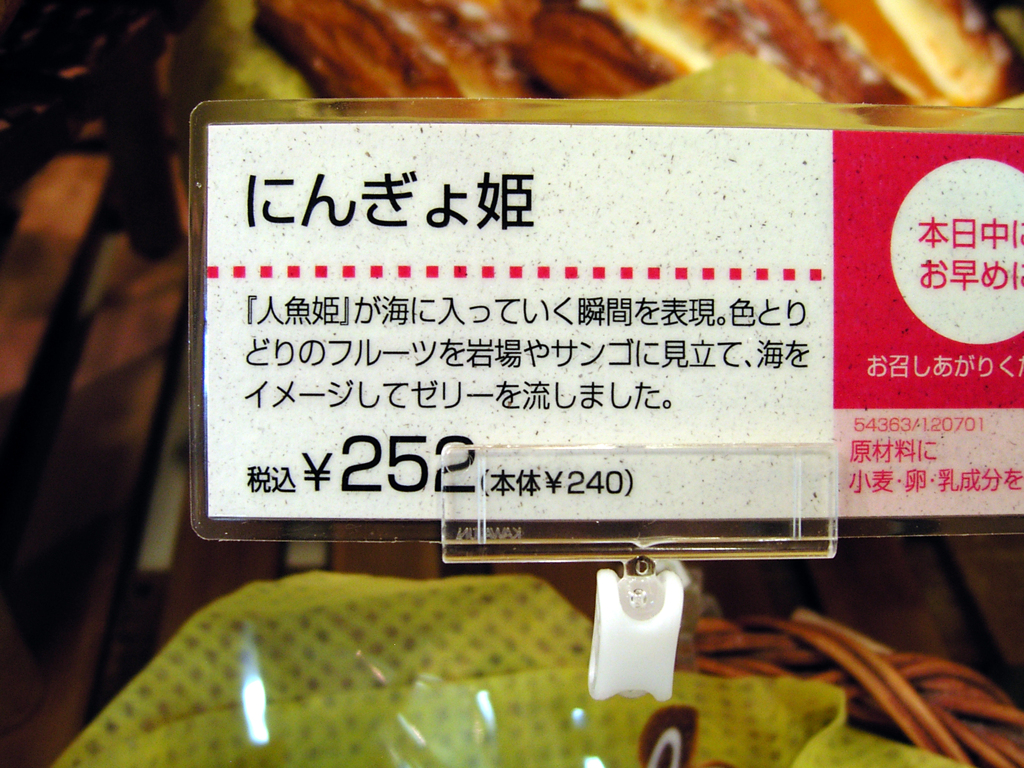 にんぎょ姫
『人魚姫』が海に入っていく瞬間を表現。色とり
どりのフルーツを岩場やサンゴに見立て、海を
イメージしてゼリーを流しました。
税込￥252(本体￥240)
本日中に
お早めに
お召しあがりくだ
54363/1.20701
原材料に
小麦・卵・乳成分を